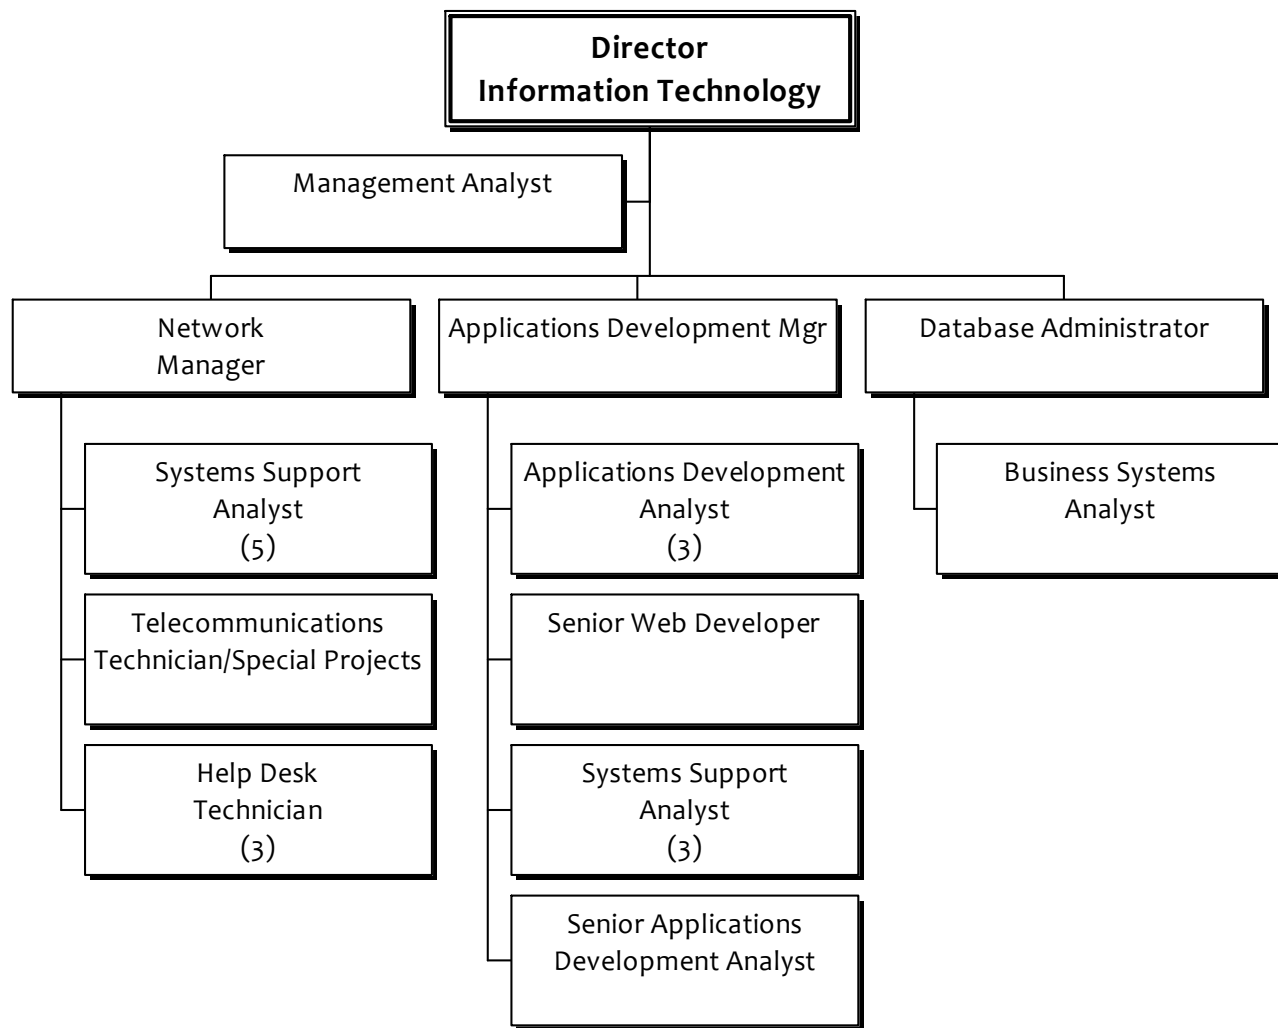 Director
Information Technology
Management Analyst
Network
Manager
Applications Development Mgr
Database Administrator
Systems Support
Analyst
(5)
Telecommunications
Technician/Special Projects
Help Desk
Technician
(3)
Applications Development
Analyst
(3)
Senior Web Developer
Systems Support
Analyst
(3)
Senior Applications
Development Analyst
Business Systems
Analyst